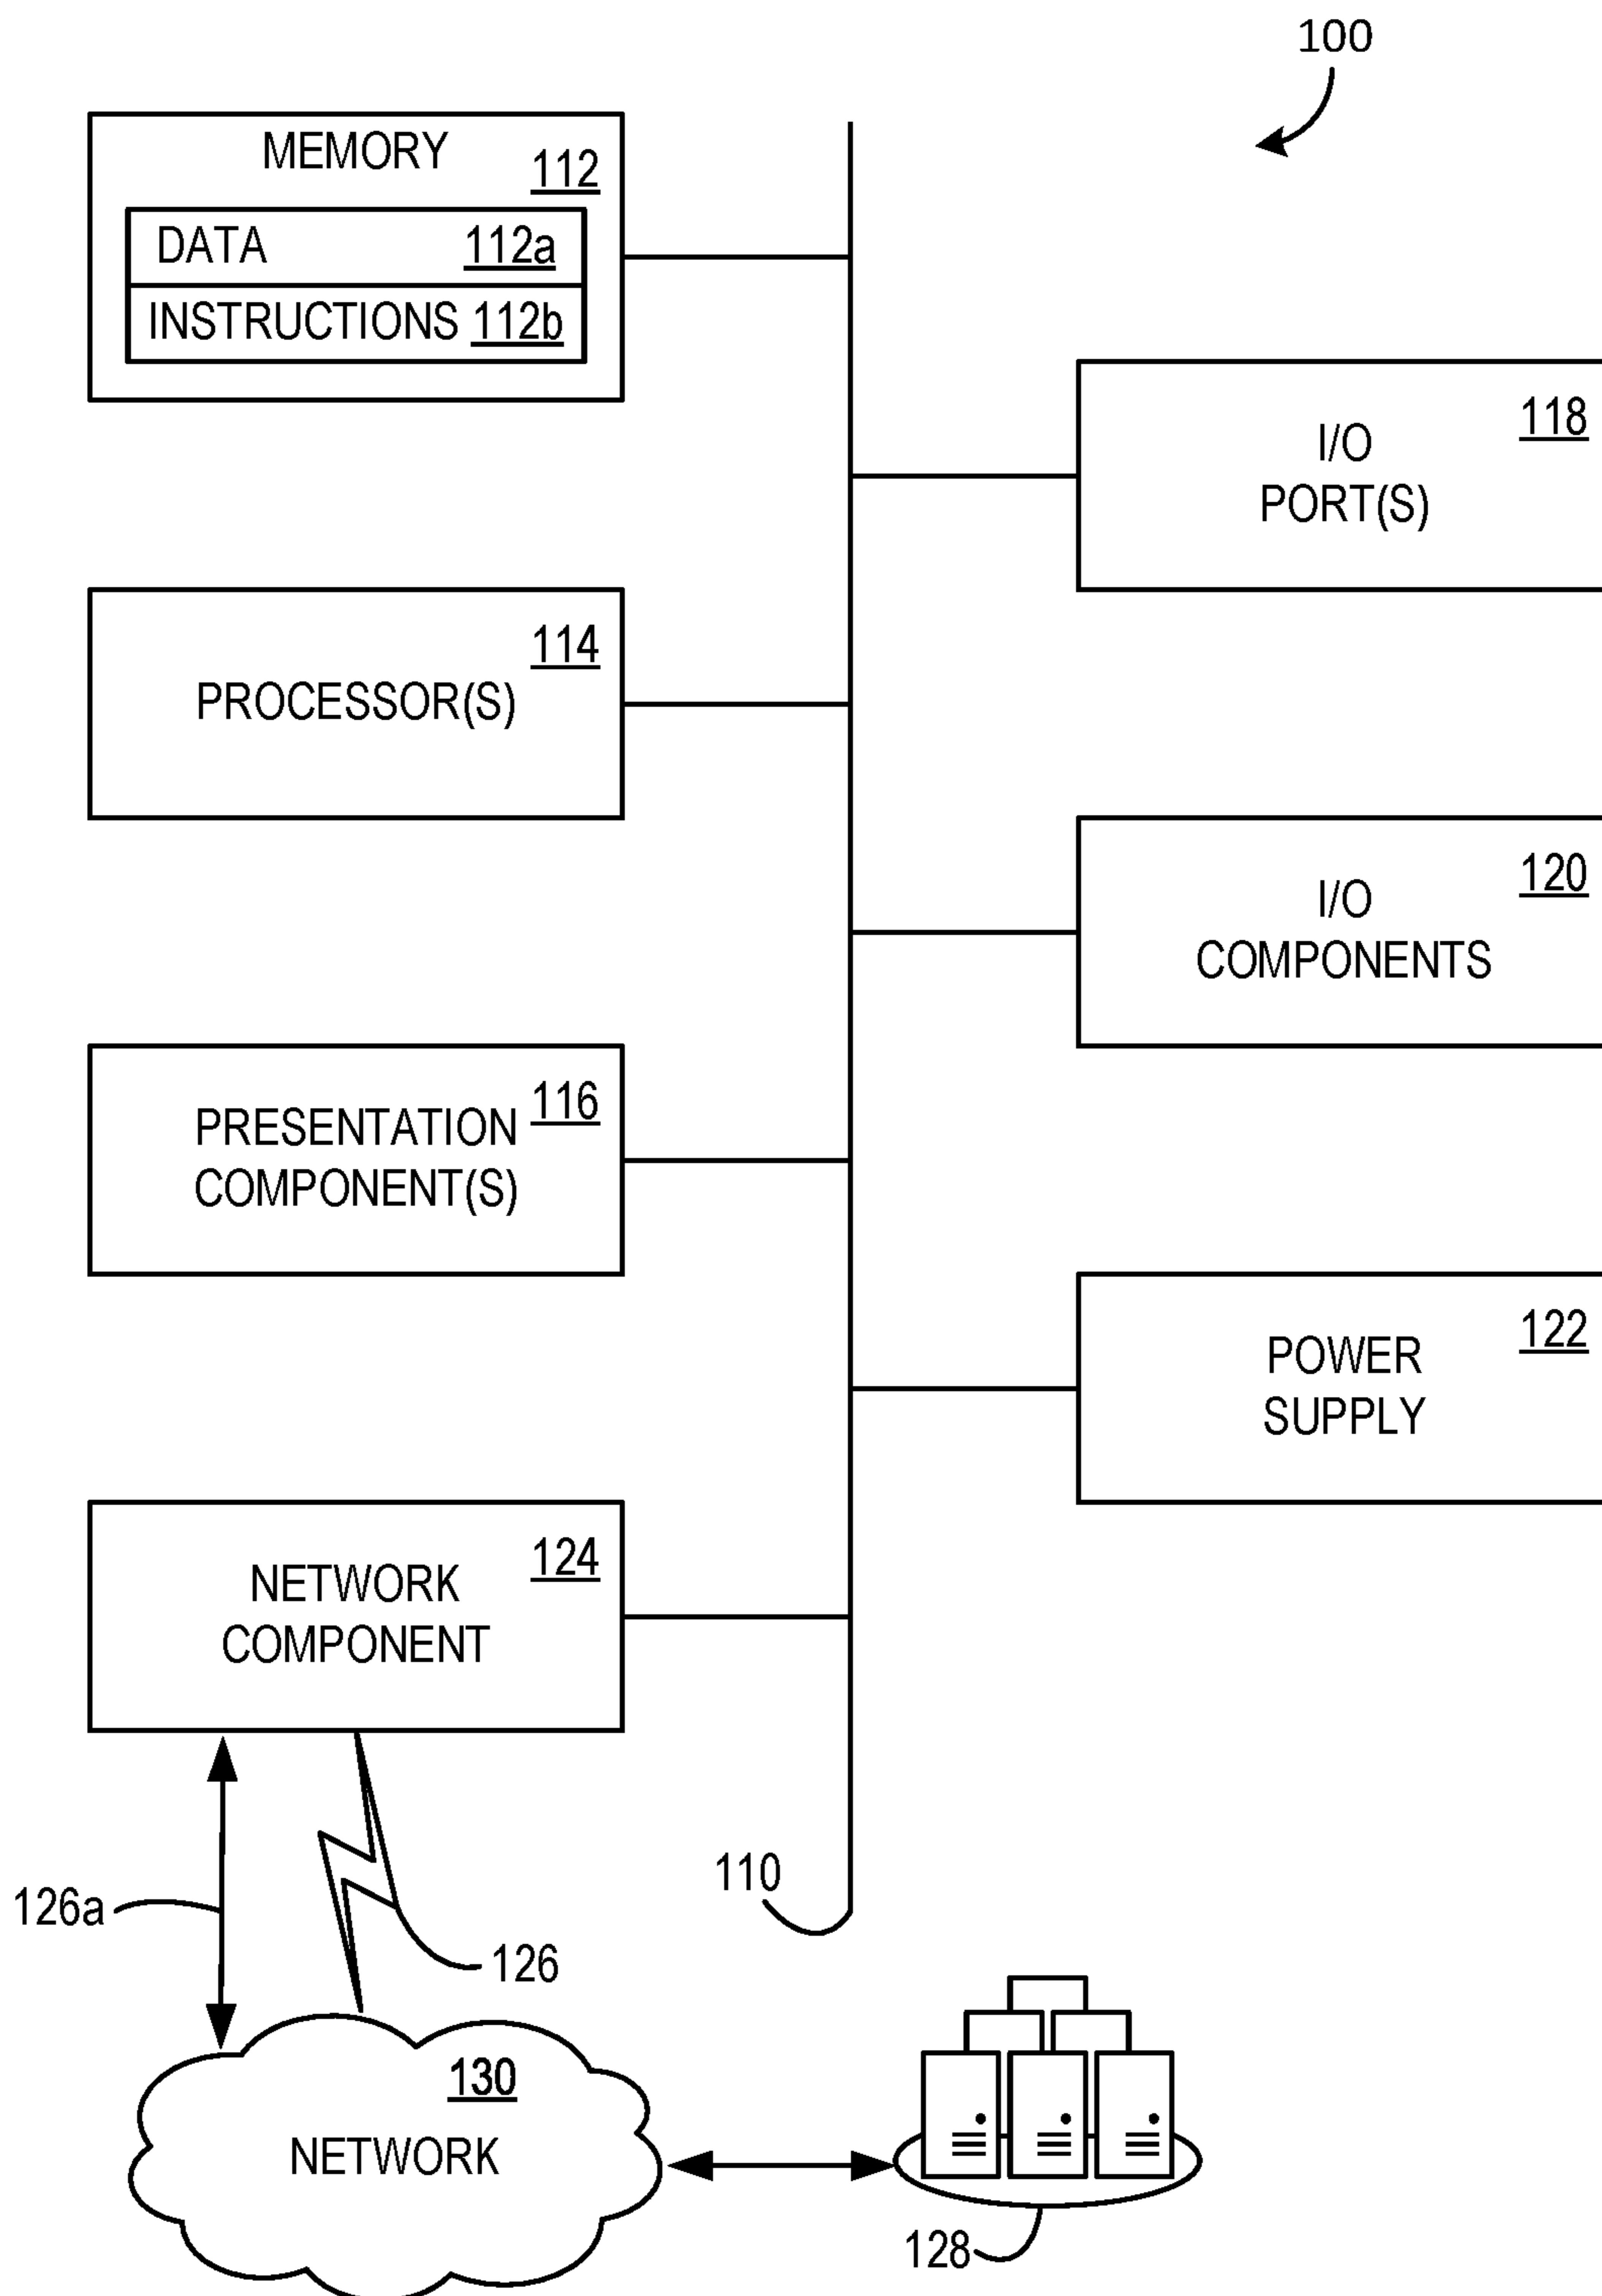 100
MEMORY
112
DATA 112a
INSTRUCTIONS 112b
118
I/O
PORT(S)
114
PROCESSOR(S)
120
I/O
COMPONENTS
116
PRESENTATION
COMPONENT(S)
122
POWER
SUPPLY
124
NETWORK
COMPONENT
110
126a
126
130
NETWORK
128